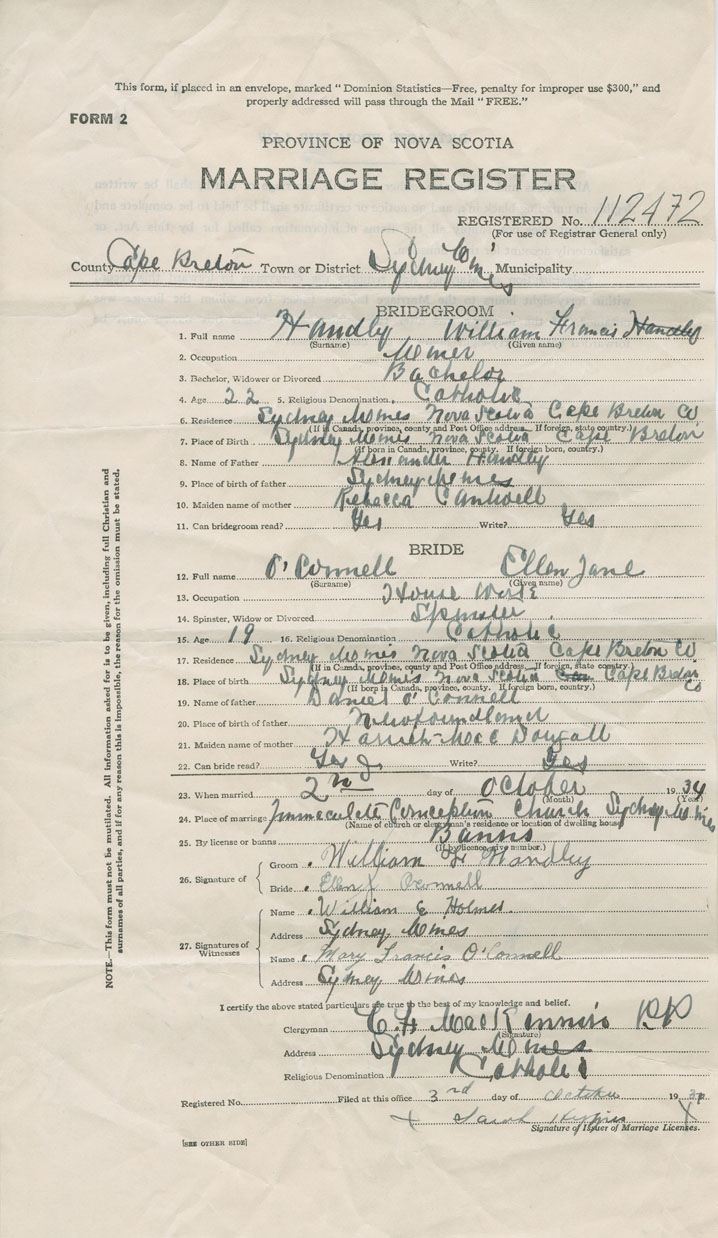 This form, if placed in an envelope, marked "Dominion Statistics—Free, penalty for improper use $300," and
properly addressed will pass through the Mail "FREE."
FORM 2
PROVINCE OF NOVA SCOTIA
MARRIAGE REGISTER
REGISTERED No. 112472
(For use of Registrar General only)
County Cape Breton Town or District Sydney Mines Municipality
BRIDEGROOM
1. Full name Handley William Francis Handley
(Surname) (Given name)
2. Occupation Miner
3. Bachelor, Widower or Divorced Bachelor
4. Age 22 5. Religious Denomination Catholic
6. Residence Sydney Mines Nova Scotia Cape Breton Co
(If in Canada, province, county and Post Office address. If foreign, state country.)
7. Place of Birth Sydney Mines Nova Scotia Cape Breton
(If born in Canada, province, county. If foreign born, country.)
8. Name of Father Alexander Handley
9. Place of birth of father Sydney Mines
10. Maiden name of mother Rebecca Cantwell
11. Can bridegroom read? Yes Write? Yes
BRIDE
12. Full name O'Connell Ellen Jane
(Surname) (Given name)
13. Occupation House Work
14. Spinster, Widow or Divorced Spinster
15. Age 19 16. Religious Denomination Catholic
17. Residence Sydney Mines Nova Scotia Cape Breton Co
(If in Canada, province, county and Post Office address. If foreign, state country.)
18. Place of birth Sydney Mines Nova Scotia Cape Breton Co
(If born in Canada, province, county. If foreign born, country.)
19. Name of father Daniel O'Connell
20. Place of birth of father
21. Maiden name of mother
22. Can bride read? Yes Write? Yes
23. When married 2nd day of October 1934
(Month) (Year)
24. Place of marriage Immaculate Conception Church Sydney Mines
(Name of church or clergyman's residence or location of dwelling house)
25. By license or banns Banns
(If by licence, give number.)
26. Signature of
Groom William F Handley
Bride Ellen J O'Connell
27. Signatures of Witnesses
Name William E Holmes.
Address Sydney Mines
Name Mary Francis O'Connell
Address Sydney Mines
I certify the above stated particulars are true to the best of my knowledge and belief.
Clergyman MacKinnon P.P.
(Signature)
Address Sydney Mines
Religious Denomination Catholic
Registered No. Filed at this office 3rd day of October 1934
Sarah
Signature of Issuer of Marriage Licenses.
[SEE OTHER SIDE]
NOTE.—This form must not be mutilated. All information asked for is to be given, including full Christian and
surnames of all parties, and if for any reason this is impossible, the reason for the omission must be stated.